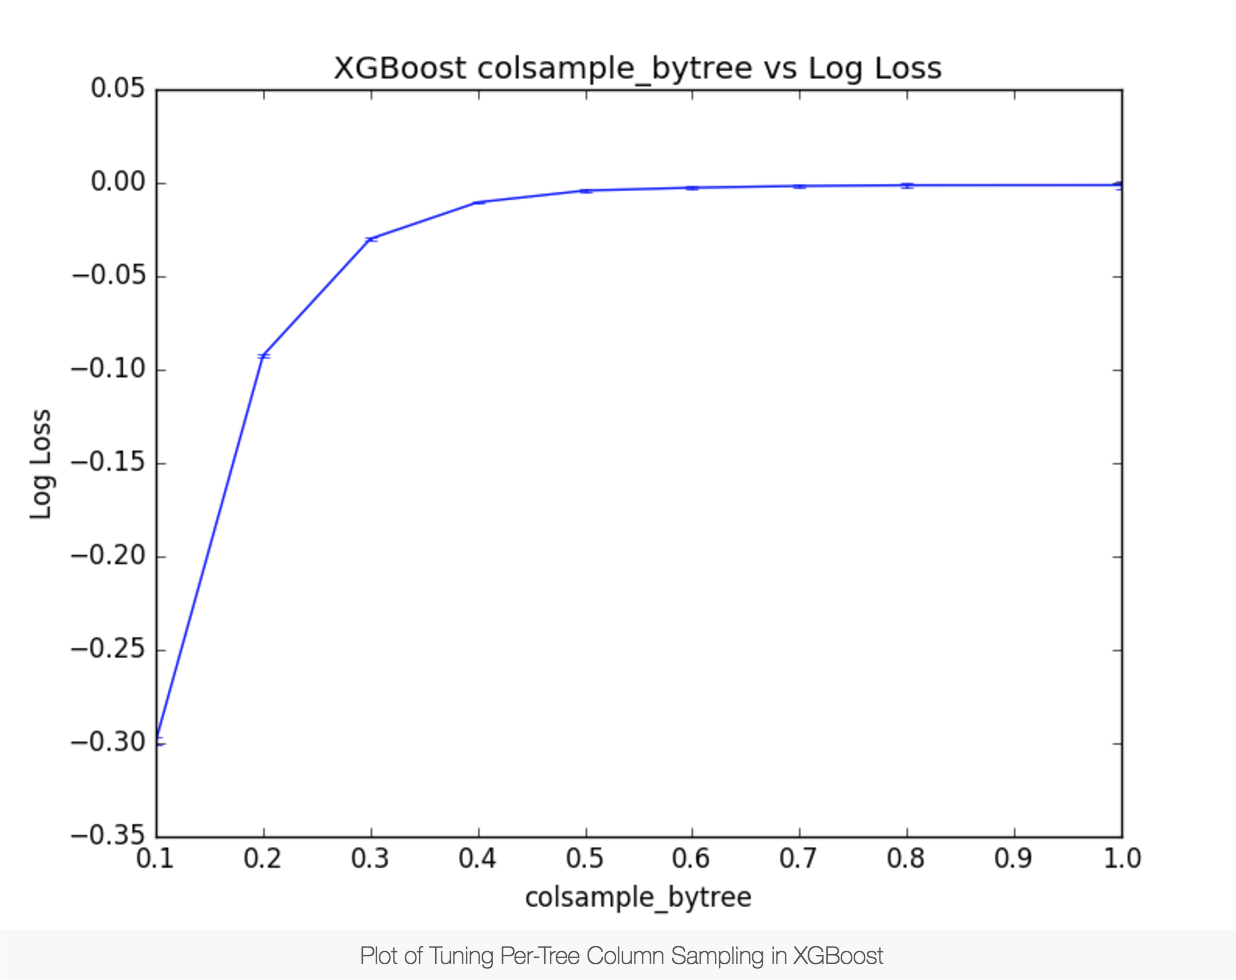 XGBoost colsample_bytree vs Log Loss
0.05
0.00
−0.05
−0.10
−0.15
−0.20
−0.25
−0.30
−0.35
Log Loss
0.1 0.2 0.3 0.4 0.5 0.6 0.7 0.8 0.9 1.0
colsample_bytree
Plot of Tuning Per-Tree Column Sampling in XGBoost